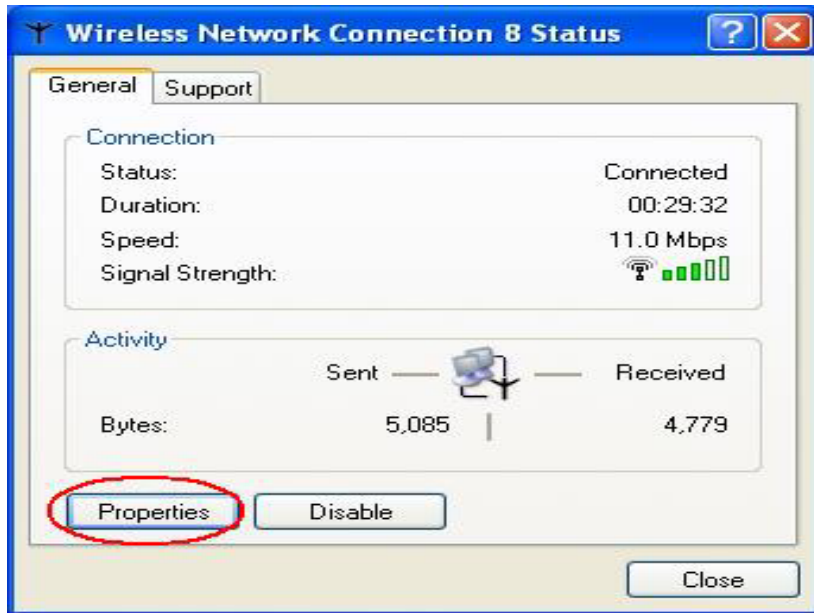 Wireless Network Connection 8 Status
General Support
Connection
Status: Connected
Duration: 00:29:32
Speed: 11.0 Mbps
Signal Strength:
Activity
Sent Received
Bytes: 5,085 4,779
Properties Disable
Close